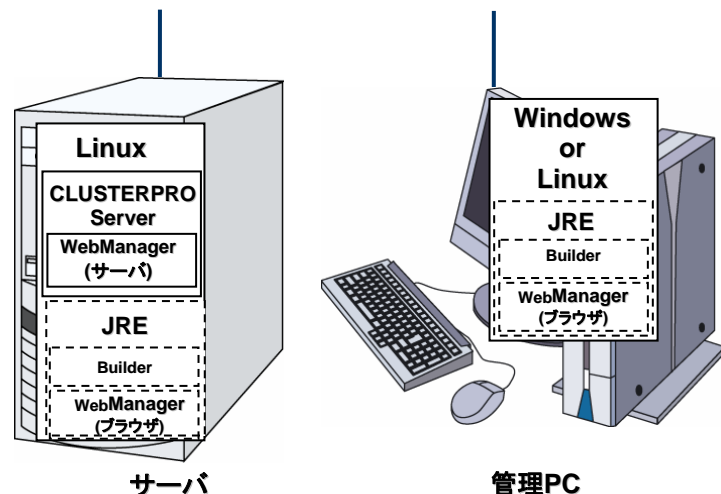 Linux
CLUSTERPRO
Server
WebManager
(サーバ)
JRE
Builder
WebManager
(ブラウザ)
サーバ
Windows
or
Linux
JRE
Builder
WebManager
(ブラウザ)
管理PC